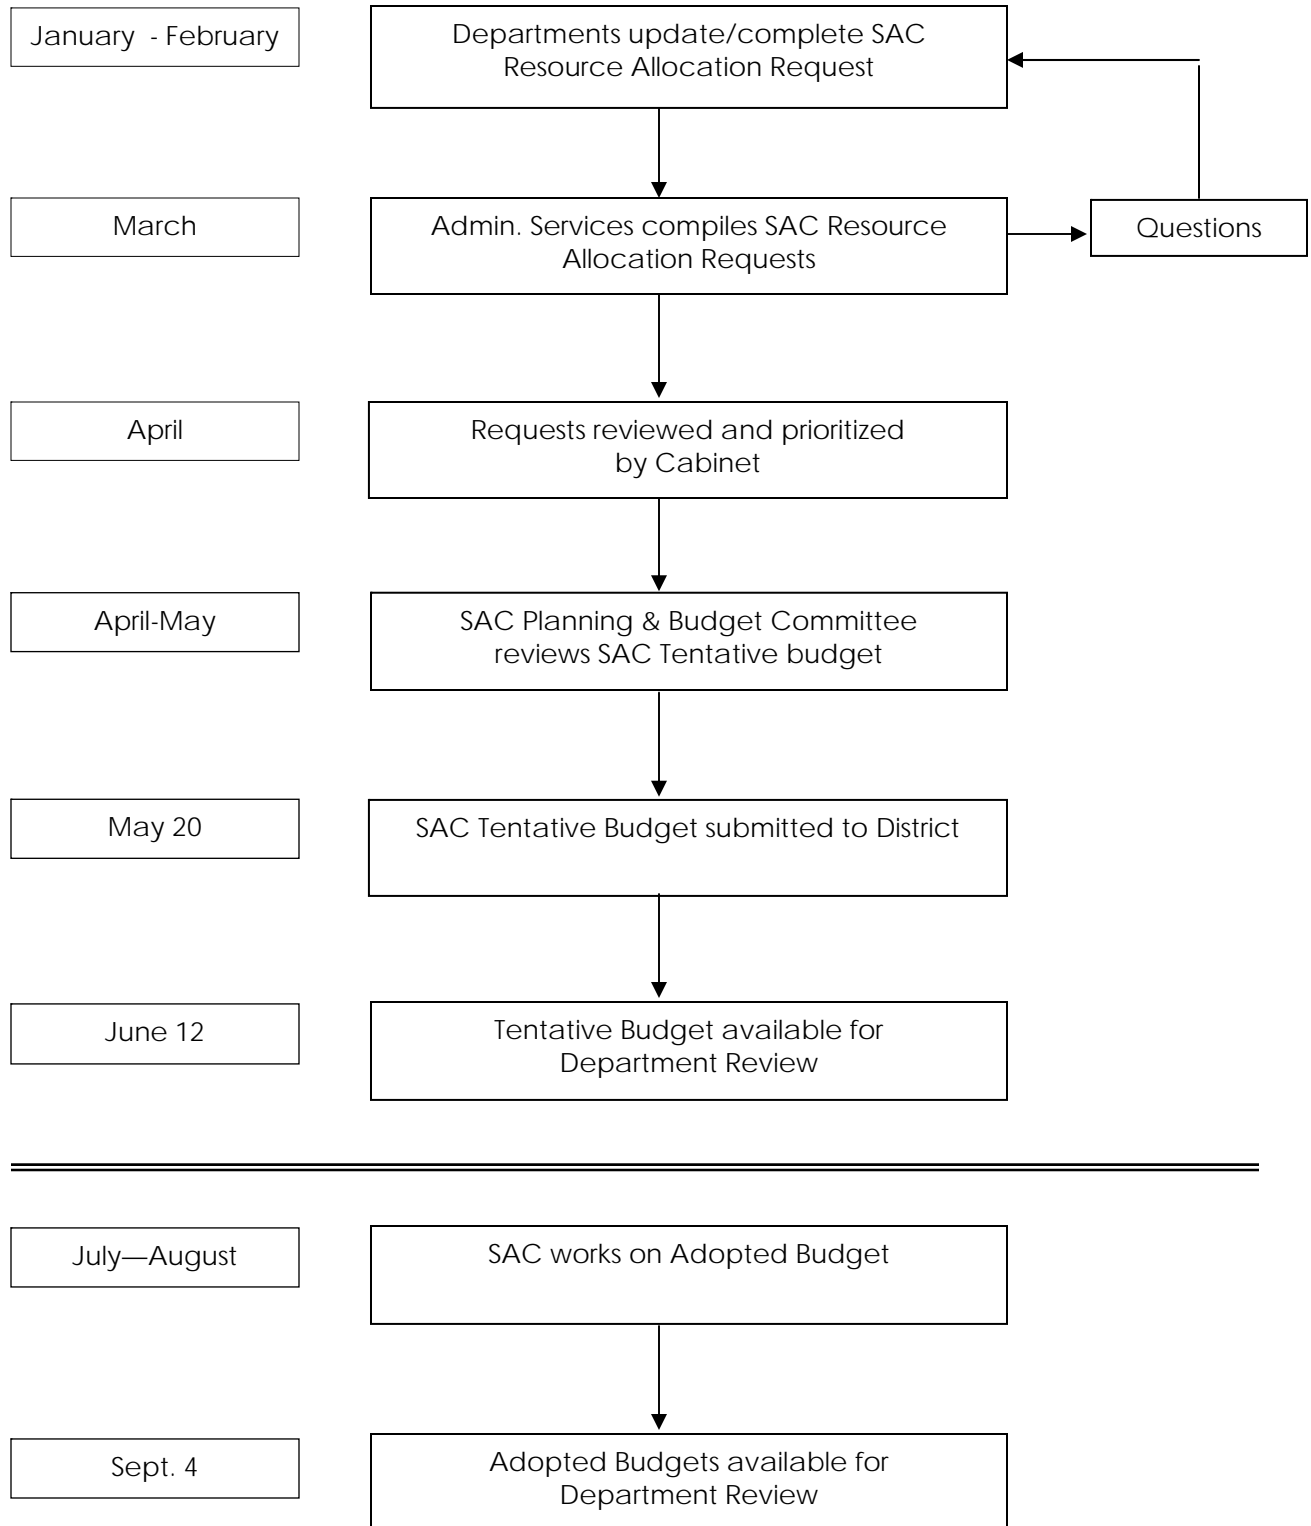 January - February
Departments update/complete SAC
Resource Allocation Request
March
Admin. Services compiles SAC Resource
Allocation Requests
Questions
April
Requests reviewed and prioritized
by Cabinet
April-May
SAC Planning & Budget Committee
reviews SAC Tentative budget
May 20
SAC Tentative Budget submitted to District
June 12
Tentative Budget available for
Department Review
July—August
SAC works on Adopted Budget
Sept. 4
Adopted Budgets available for
Department Review